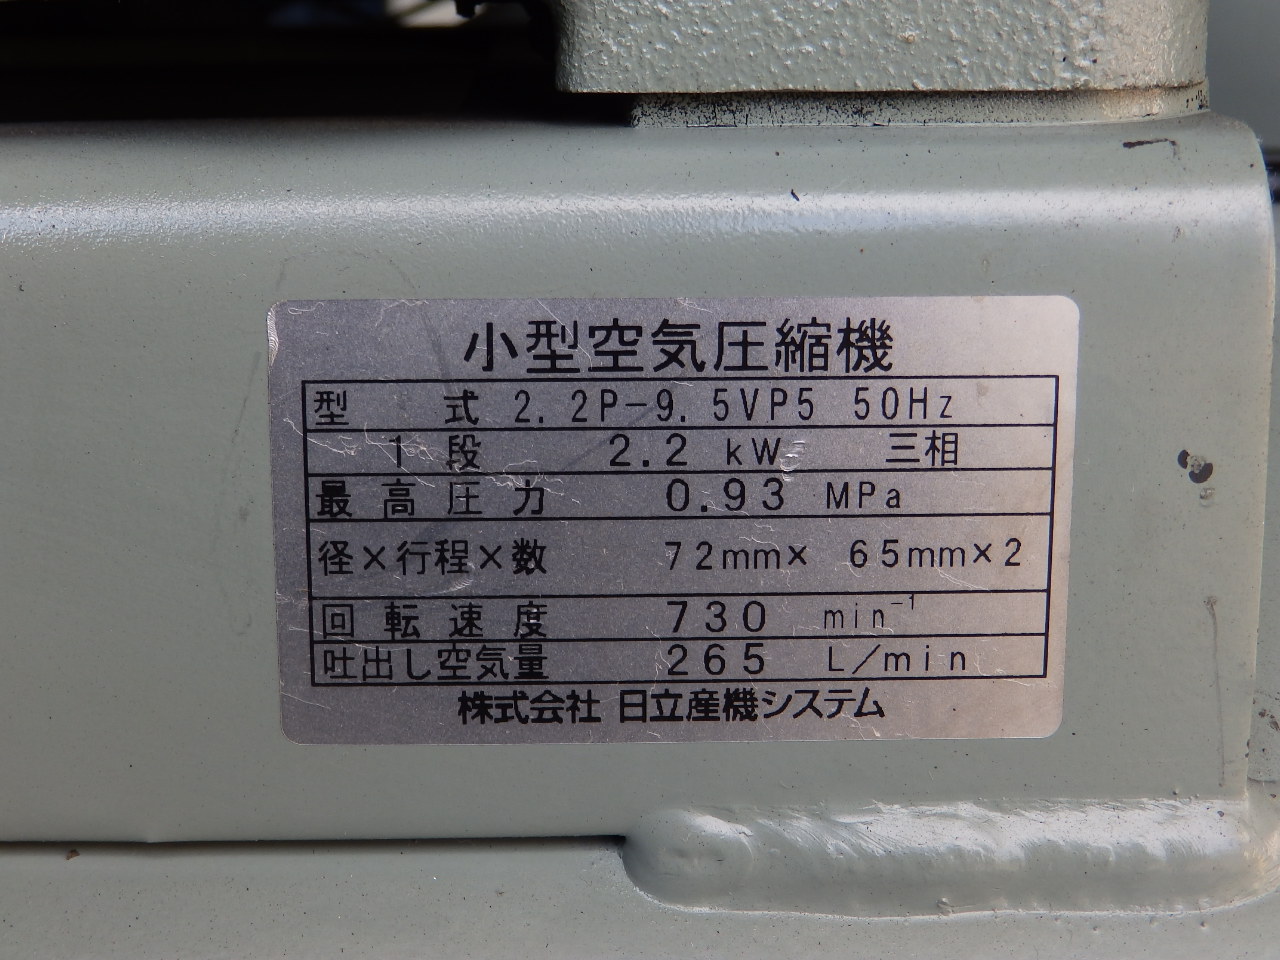 小型空気圧縮機
型式 2.2P-9.5VP5 50Hz
1段 2.2 kW 三相
最高圧力 0.93 MPa
径×行程×数 72mm× 65mm×2
回転速度 730 min⁻¹
吐出し空気量 265 L/min
株式会社 日立産機システム